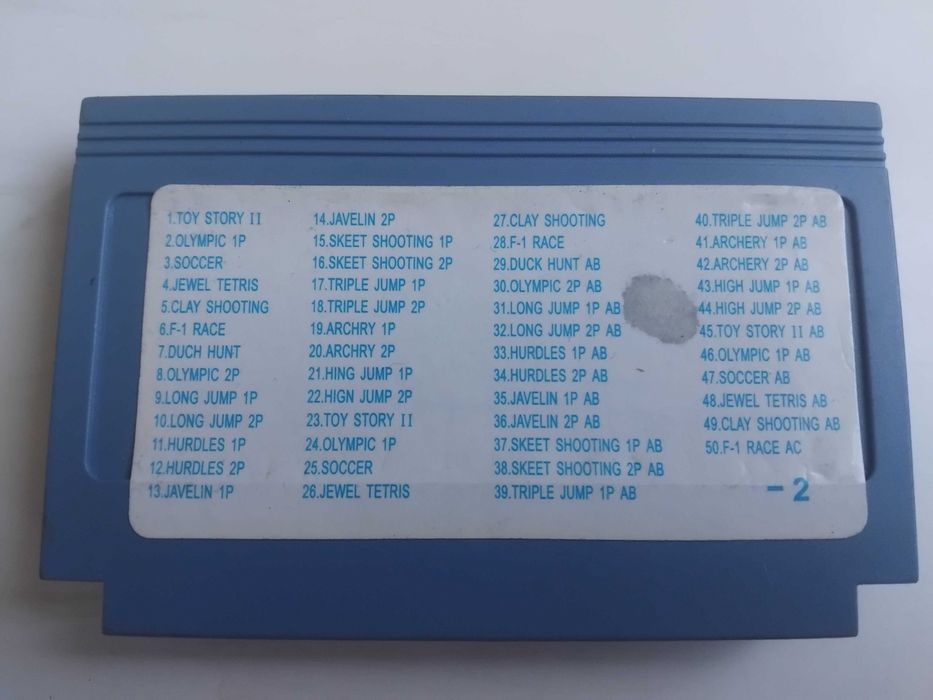 1.TOY STORY II
2.OLYMPIC 1P
3.SOCCER
4.JEWEL TETRIS
5.CLAY SHOOTING
6.F-1 RACE
7.DUCH HUNT
8.OLYMPIC 2P
9.LONG JUMP 1P
10.LONG JUMP 2P
11.HURDLES 1P
12.HURDLES 2P
13.JAVELIN 1P
14.JAVELIN 2P
15.SKEET SHOOTING 1P
16.SKEET SHOOTING 2P
17.TRIPLE JUMP 1P
18.TRIPLE JUMP 2P
19.ARCHRY 1P
20.ARCHRY 2P
21.HING JUMP 1P
22.HIGN JUMP 2P
23.TOY STORY II
24.OLYMPIC 1P
25.SOCCER
26.JEWEL TETRIS
27.CLAY SHOOTING
28.F-1 RACE
29.DUCK HUNT AB
30.OLYMPIC 2P AB
31.LONG JUMP 1P AB
32.LONG JUMP 2P AB
33.HURDLES 1P AB
34.HURDLES 2P AB
35.JAVELIN 1P AB
36.JAVELIN 2P AB
37.SKEET SHOOTING 1P AB
38.SKEET SHOOTING 2P AB
39.TRIPLE JUMP 1P AB
40.TRIPLE JUMP 2P AB
41.ARCHERY 1P AB
42.ARCHERY 2P AB
43.HIGH JUMP 1P AB
44.HIGH JUMP 2P AB
45.TOY STORY II AB
46.OLYMPIC 1P AB
47.SOCCER AB
48.JEWEL TETRIS AB
49.CLAY SHOOTING AB
50.F-1 RACE AC
-2